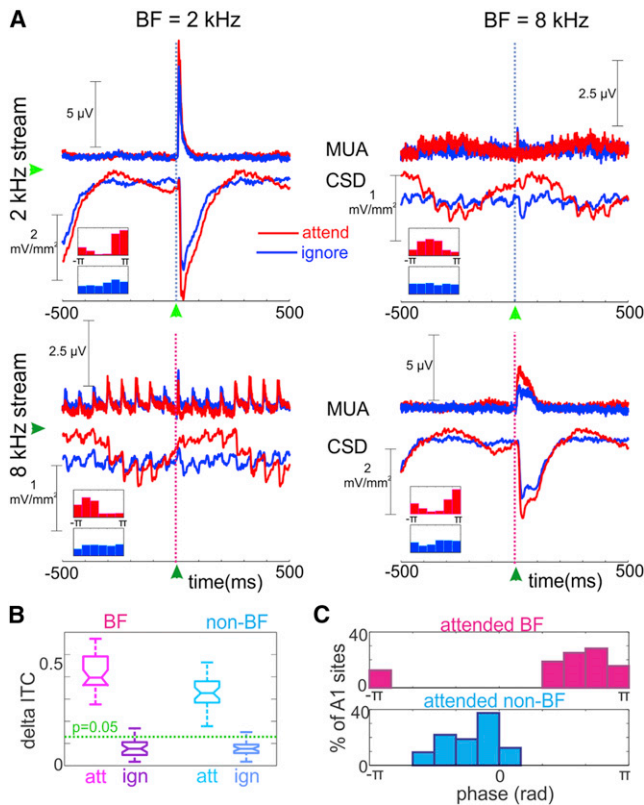 A
BF = 2 kHz
BF = 8 kHz
2 kHz stream
5 µV
2
mV/mm²
-π π
attend
ignore
-500 500
2.5 µV
MUA
CSD
1
mV/mm²
-π π
-500 500
8 kHz stream
2.5 µV
1
mV/mm²
-π π
-500 time(ms) 500
5 µV
MUA
CSD
2
mV/mm²
-π π
-500 time(ms) 500
B
BF non-BF
delta ITC
0.5
0
p=0.05
att ign att ign
C
attended BF
% of A1 sites
40
0
-π π
attended non-BF
40
0
-π 0 π
phase (rad)